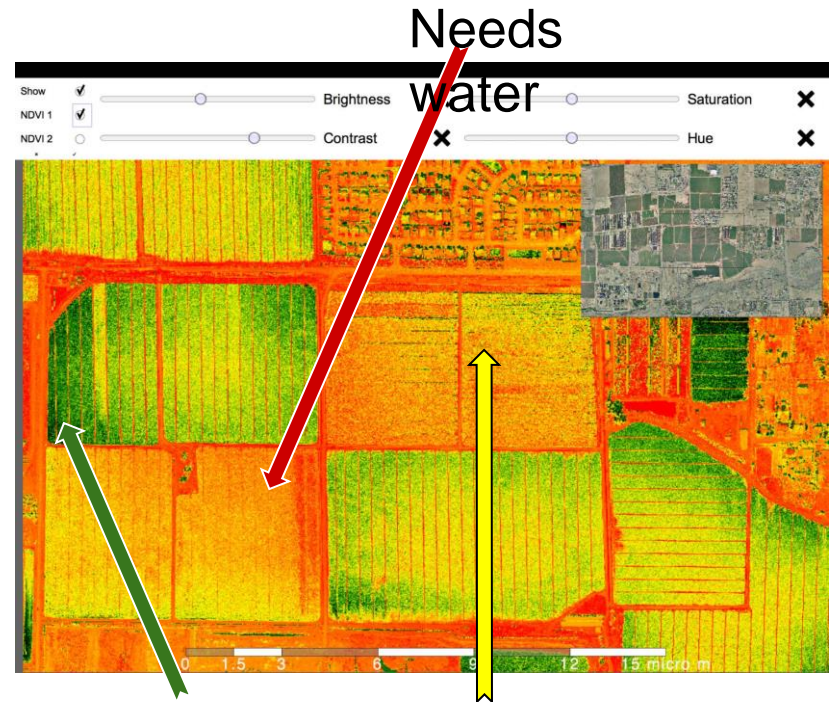 Needs
water
Show
Brightness
Saturation
NDVI 1
NDVI 2
Contrast
Hue
0 1.5 3 6 9 12 15 micro m